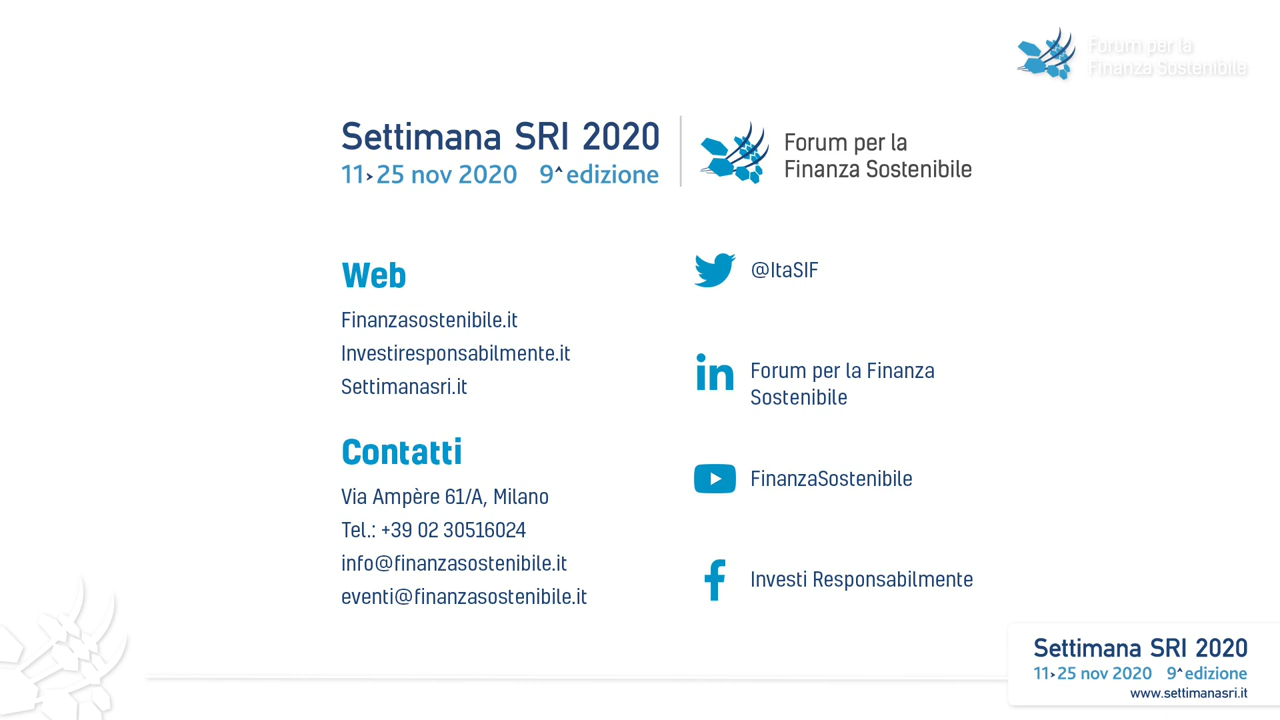 Forum per la
Finanza Sostenibile
Settimana SRI 2020
11>25 nov 2020 9^edizione
Forum per la
Finanza Sostenibile
Web
Finanzasostenibile.it
Investiresponsabilmente.it
Settimanasri.it
Contatti
Via Ampère 61/A, Milano
Tel.: +39 02 30516024
info@finanzasostenibile.it
eventi@finanzasostenibile.it
@ItaSIF
in
Forum per la Finanza
Sostenibile
FinanzaSostenibile
f
Investi Responsabilmente
Settimana SRI 2020
11>25 nov 2020 9^edizione
www.settimanasri.it